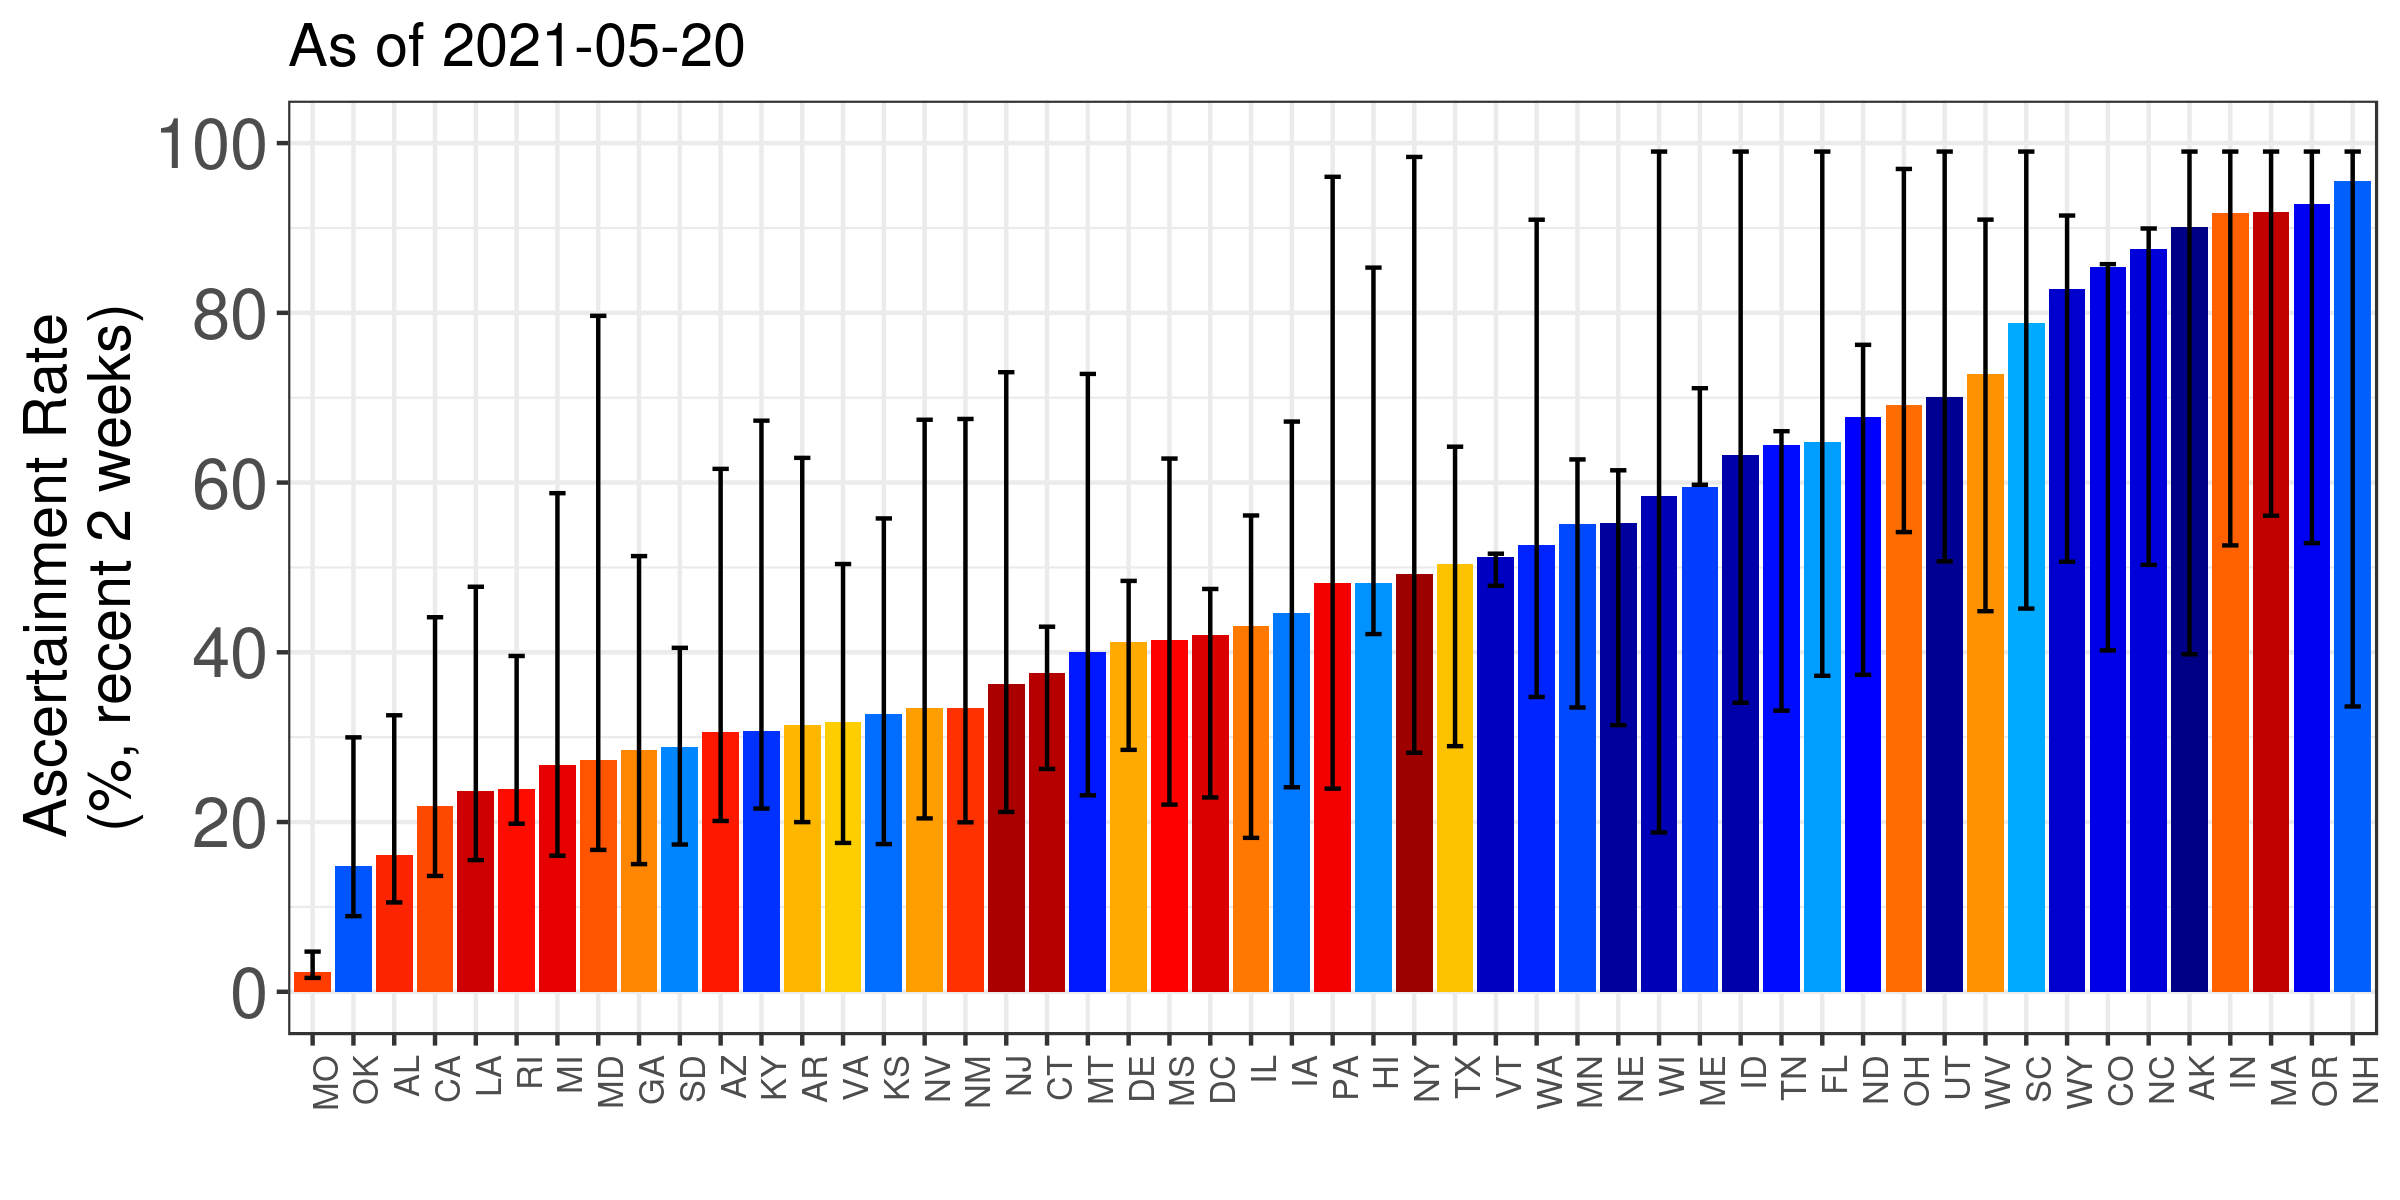 As of 2021-05-20
Ascertainment Rate
(%, recent 2 weeks)
100
80
60
40
20
0
MO OK AL CA LA RI MI MD GA SD AZ KY AR VA KS NV NM NJ CT MT DE MS DC IL IA PA HI NY TX VT WA MN NE WI ME ID TN FL ND OH UT WV SC WY CO NC AK IN MA OR NH